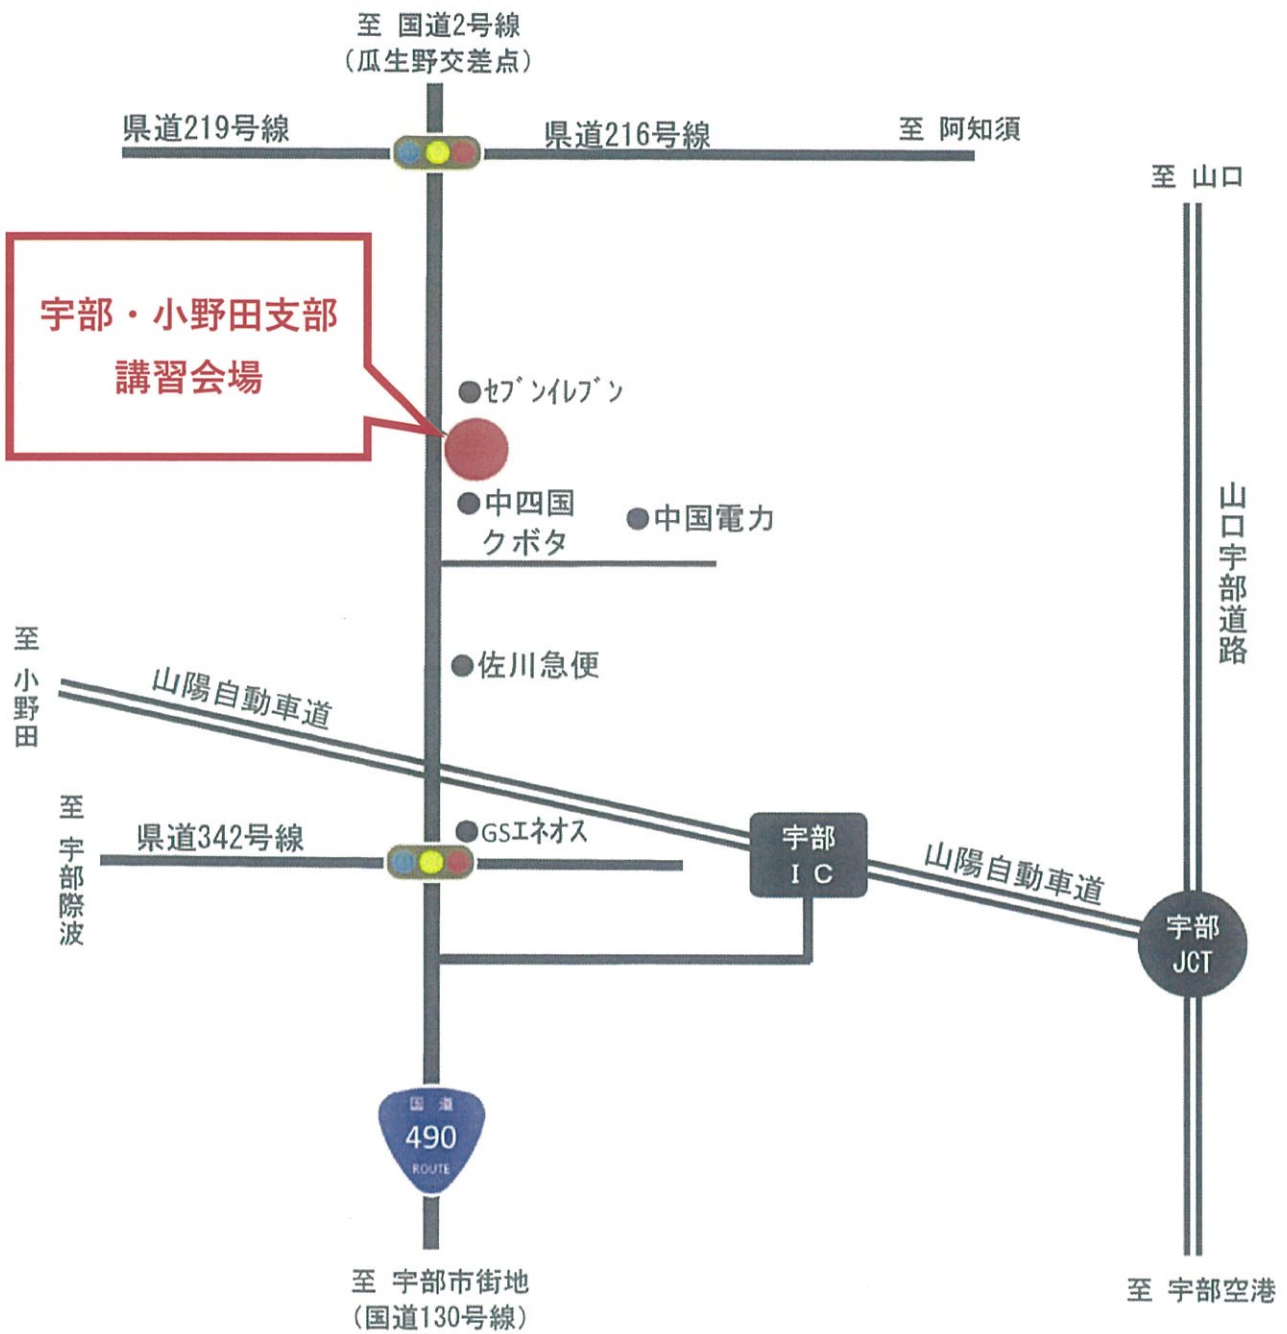 至 国道2号線
(瓜生野交差点)
県道219号線
県道216号線
至 阿知須
至 山口
宇部・小野田支部
講習会場
セブンイレブン
中四国
クボタ
中国電力
山口宇部道路
至 小野田
山陽自動車道
佐川急便
至 宇部際波
県道342号線
GSエネオス
宇部
IC
山陽自動車道
宇部
JCT
国道
490
ROUTE
至 宇部市街地
(国道130号線)
至 宇部空港